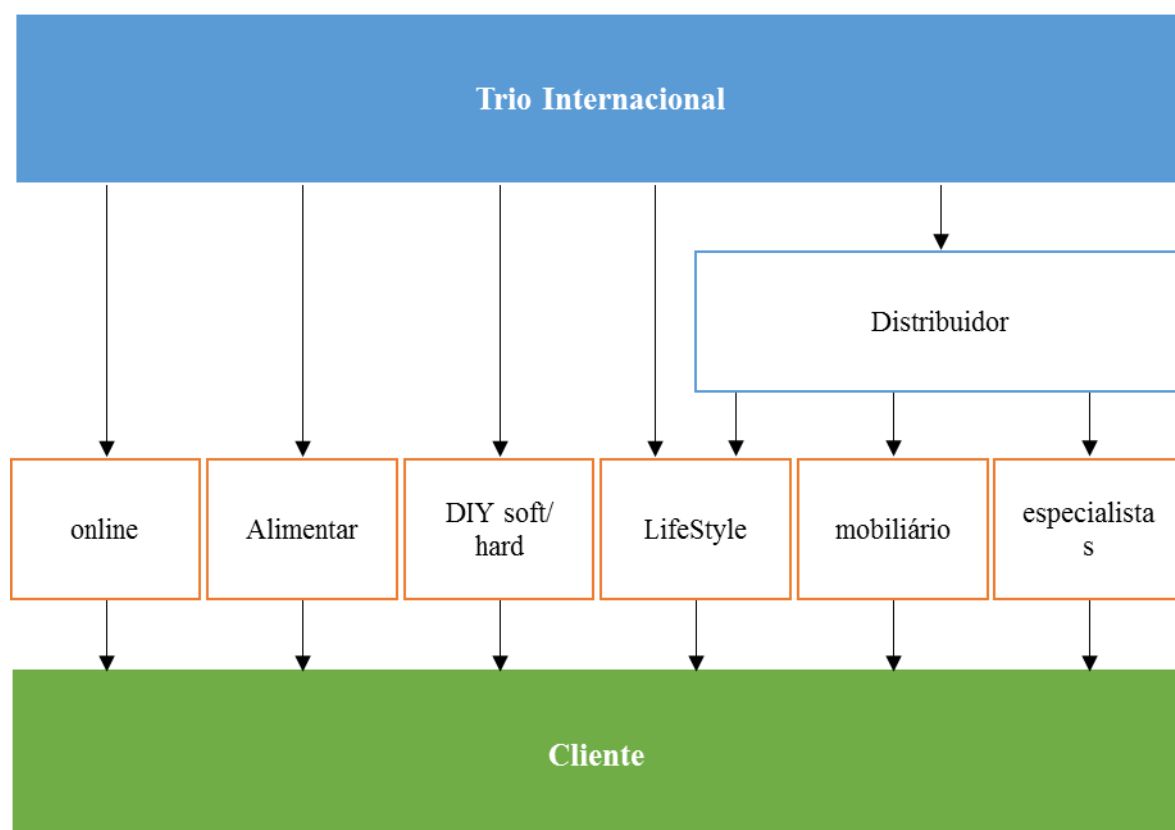 Trio Internacional
Distribuidor
online
Alimentar
DIY soft/
hard
LifeStyle
mobiliário
especialista
s
Cliente